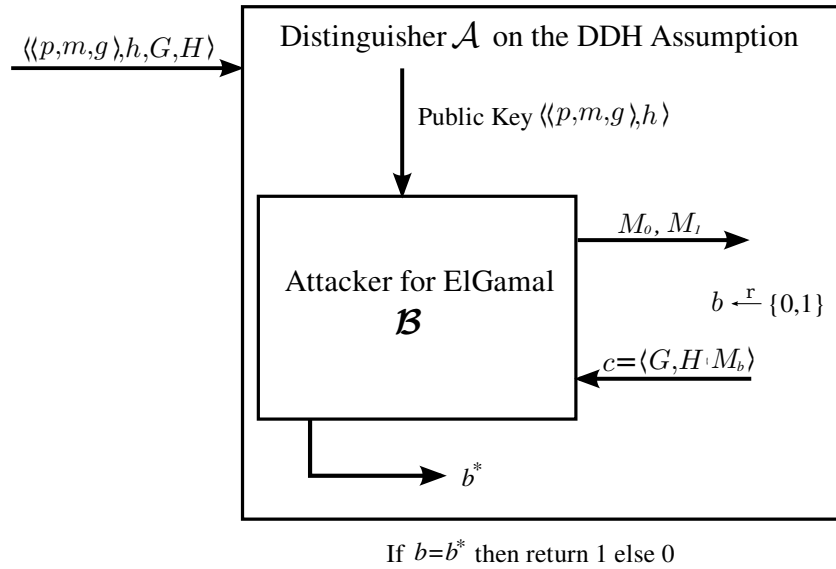 ⟨⟨p,m,g⟩,h,G,H⟩
Distinguisher 𝒜 on the DDH Assumption
Public Key ⟨⟨p,m,g⟩,h⟩
M₀, M₁
Attacker for ElGamal
ℬ
b ←r {0,1}
c=⟨G,H·M_b⟩
b*
If b=b* then return 1 else 0